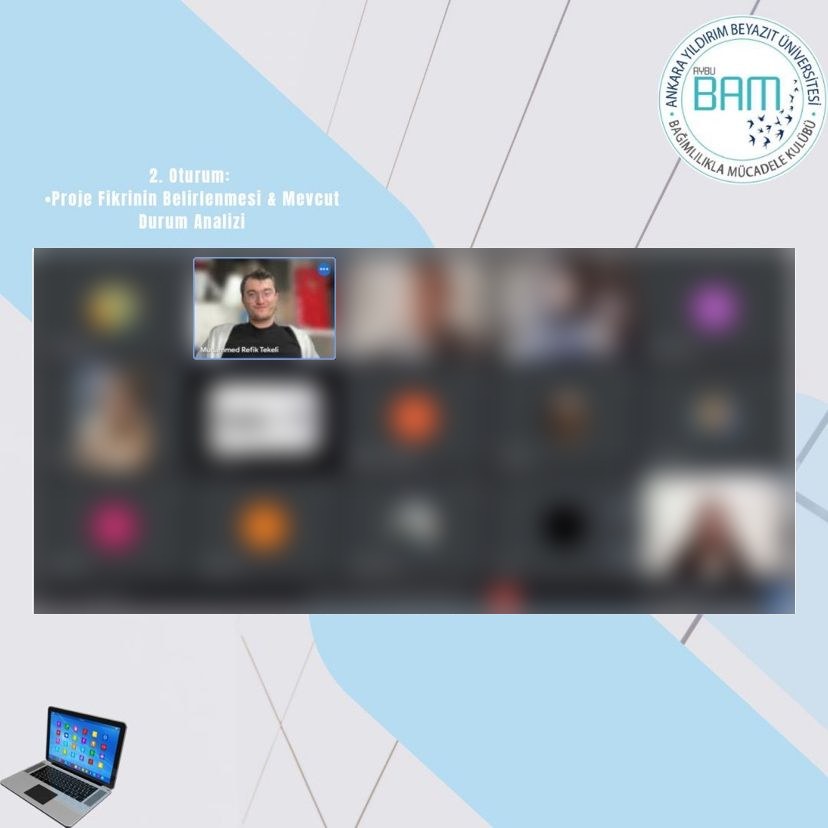 ANKARA YILDIRIM BEYAZIT ÜNİVERSİTESİ
AYBU
BAM
BAĞIMLILIKLA MÜCADELE KULÜBÜ
2. Oturum:
•Proje Fikrinin Belirlenmesi & Mevcut
Durum Analizi
Muhammed Refik Tekeli